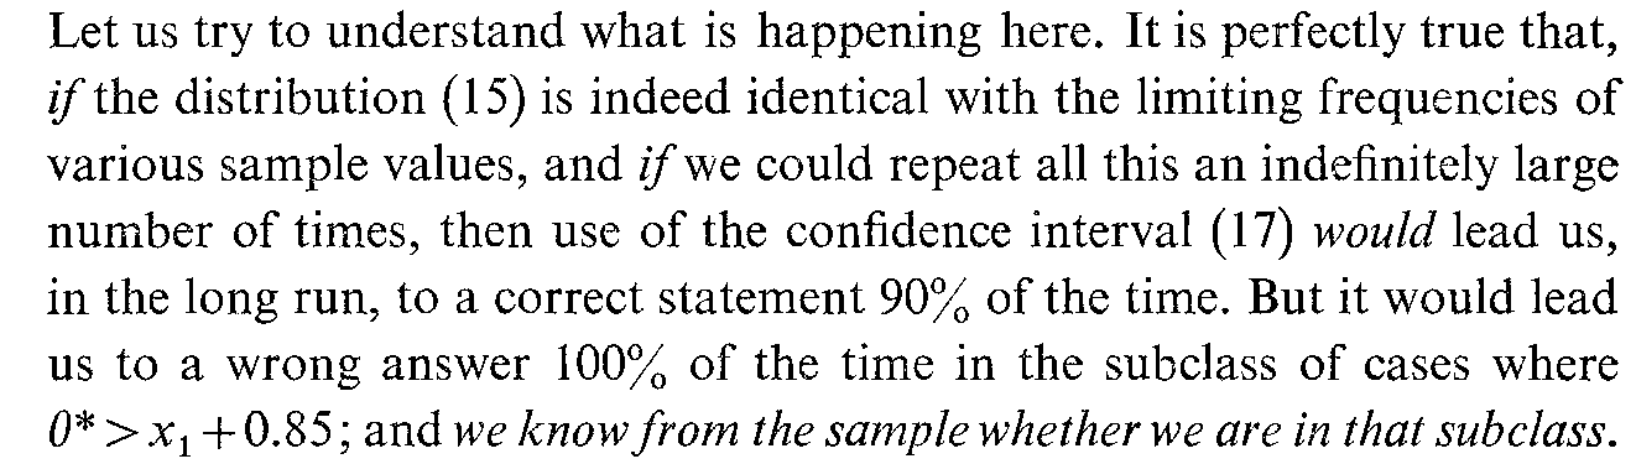 Let us try to understand what is happening here. It is perfectly true that,
if the distribution (15) is indeed identical with the limiting frequencies of
various sample values, and if we could repeat all this an indefinitely large
number of times, then use of the confidence interval (17) would lead us,
in the long run, to a correct statement 90% of the time. But it would lead
us to a wrong answer 100% of the time in the subclass of cases where
θ* > x₁ + 0.85; and we know from the sample whether we are in that subclass.